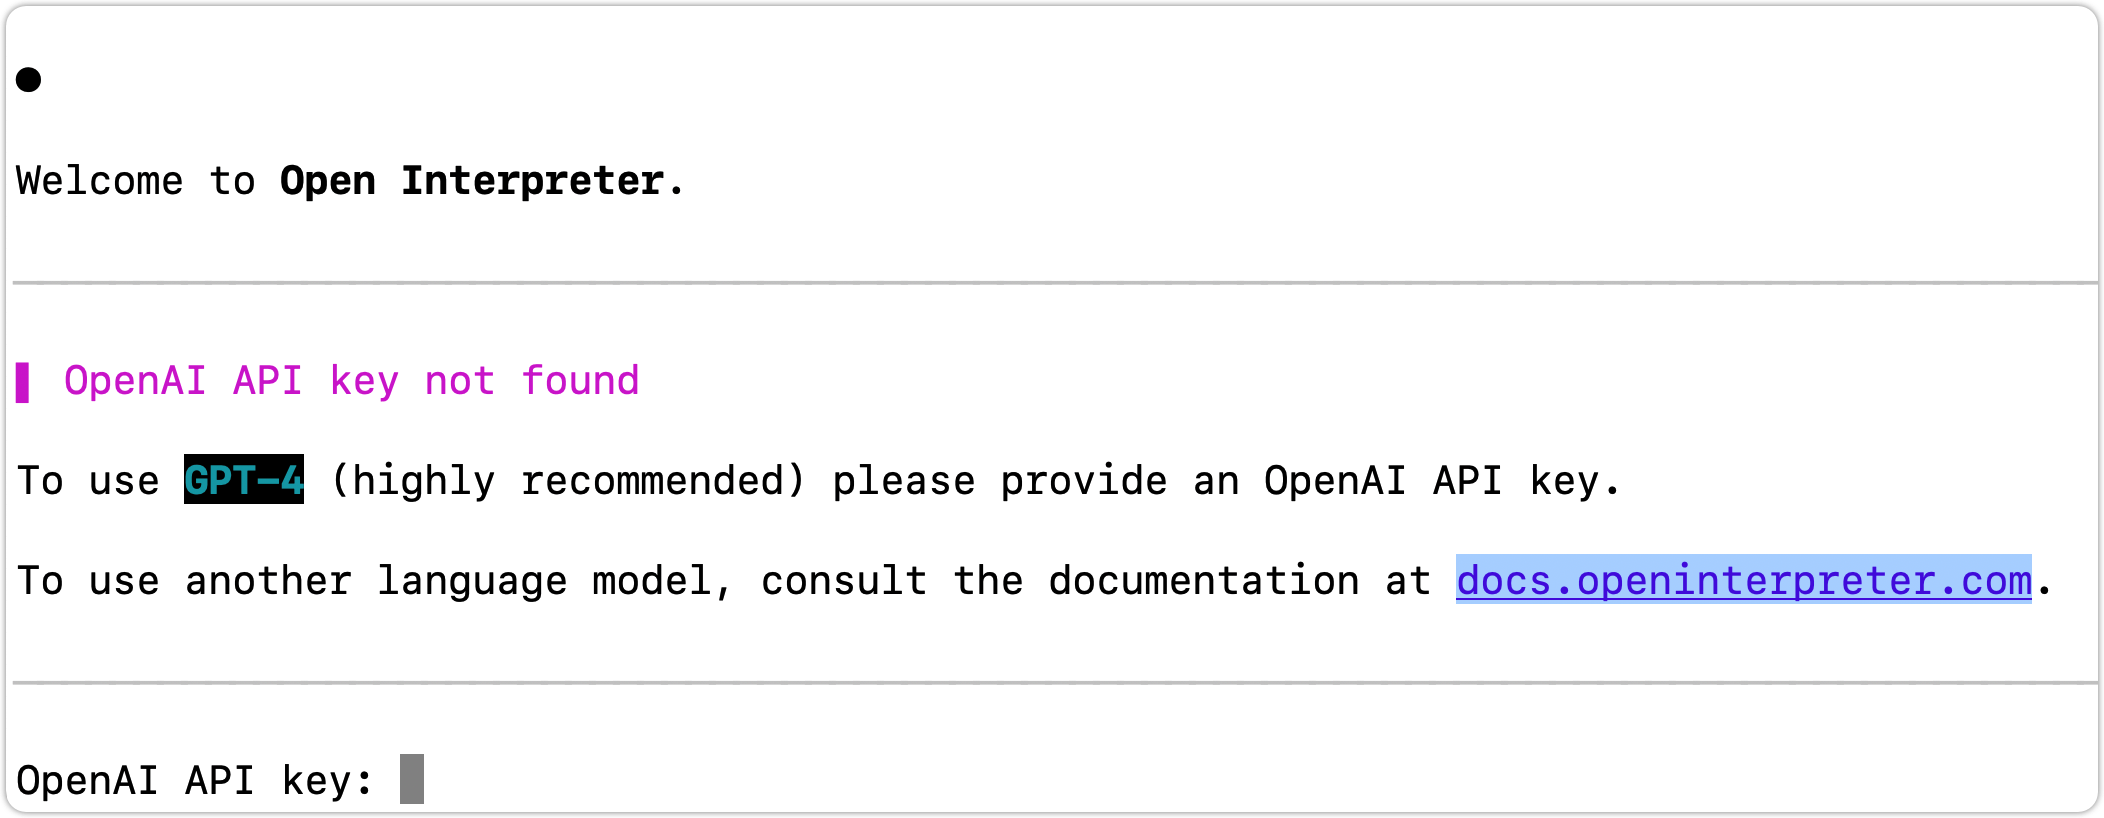 Welcome to Open Interpreter.
OpenAI API key not found
To use GPT-4 (highly recommended) please provide an OpenAI API key.
To use another language model, consult the documentation at docs.openinterpreter.com.
OpenAI API key: